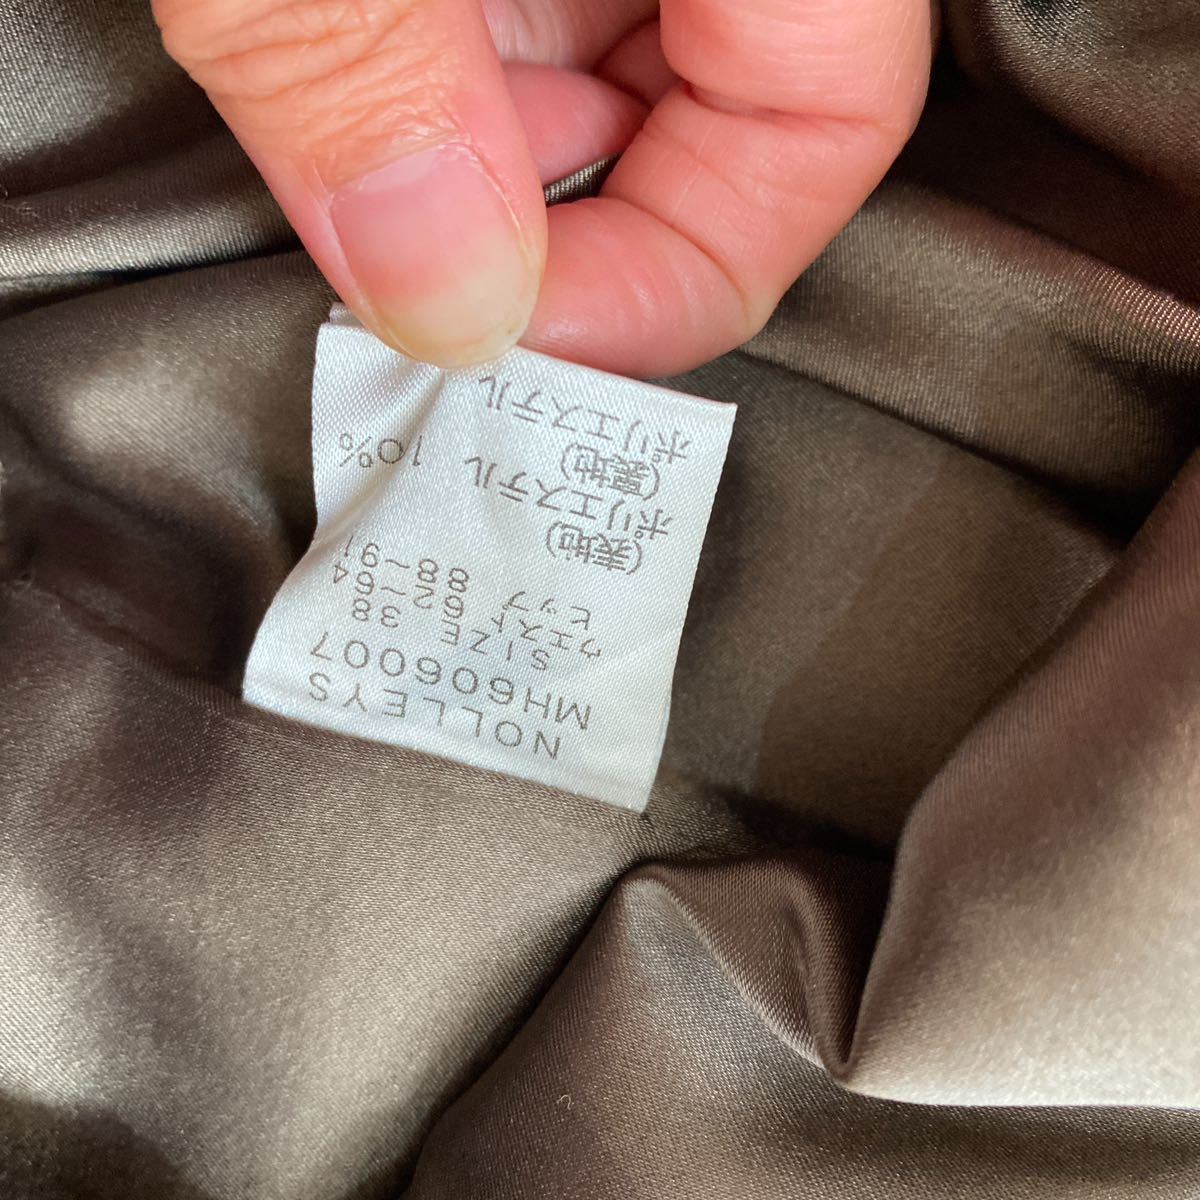 NOLLEYS
MH606007
SIZE 38
ウエスト 62~64
ヒップ 88~91
(表地)
ポリエステル 10%
(裏地)
ポリエステル